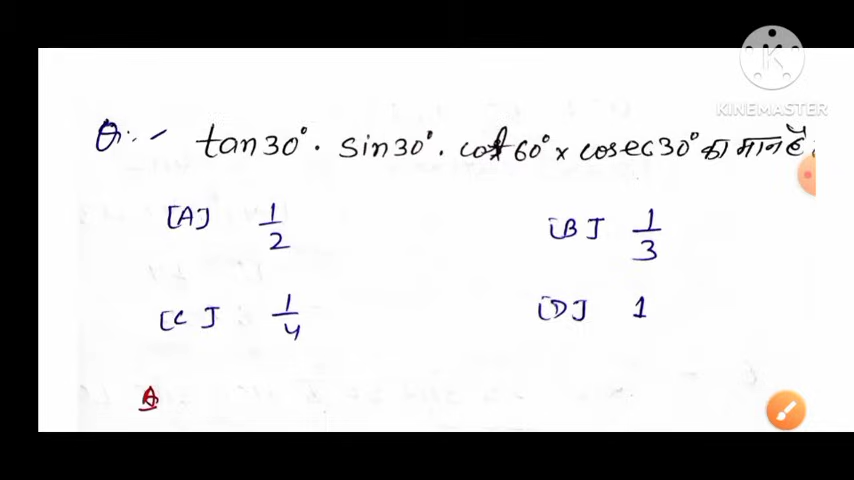 KINEMASTER
Q:- tan30°. sin30°. cot60° x cosec30° का मान है:
[A] 1/2 [B] 1/3
[C] 1/4 [D] 1
A